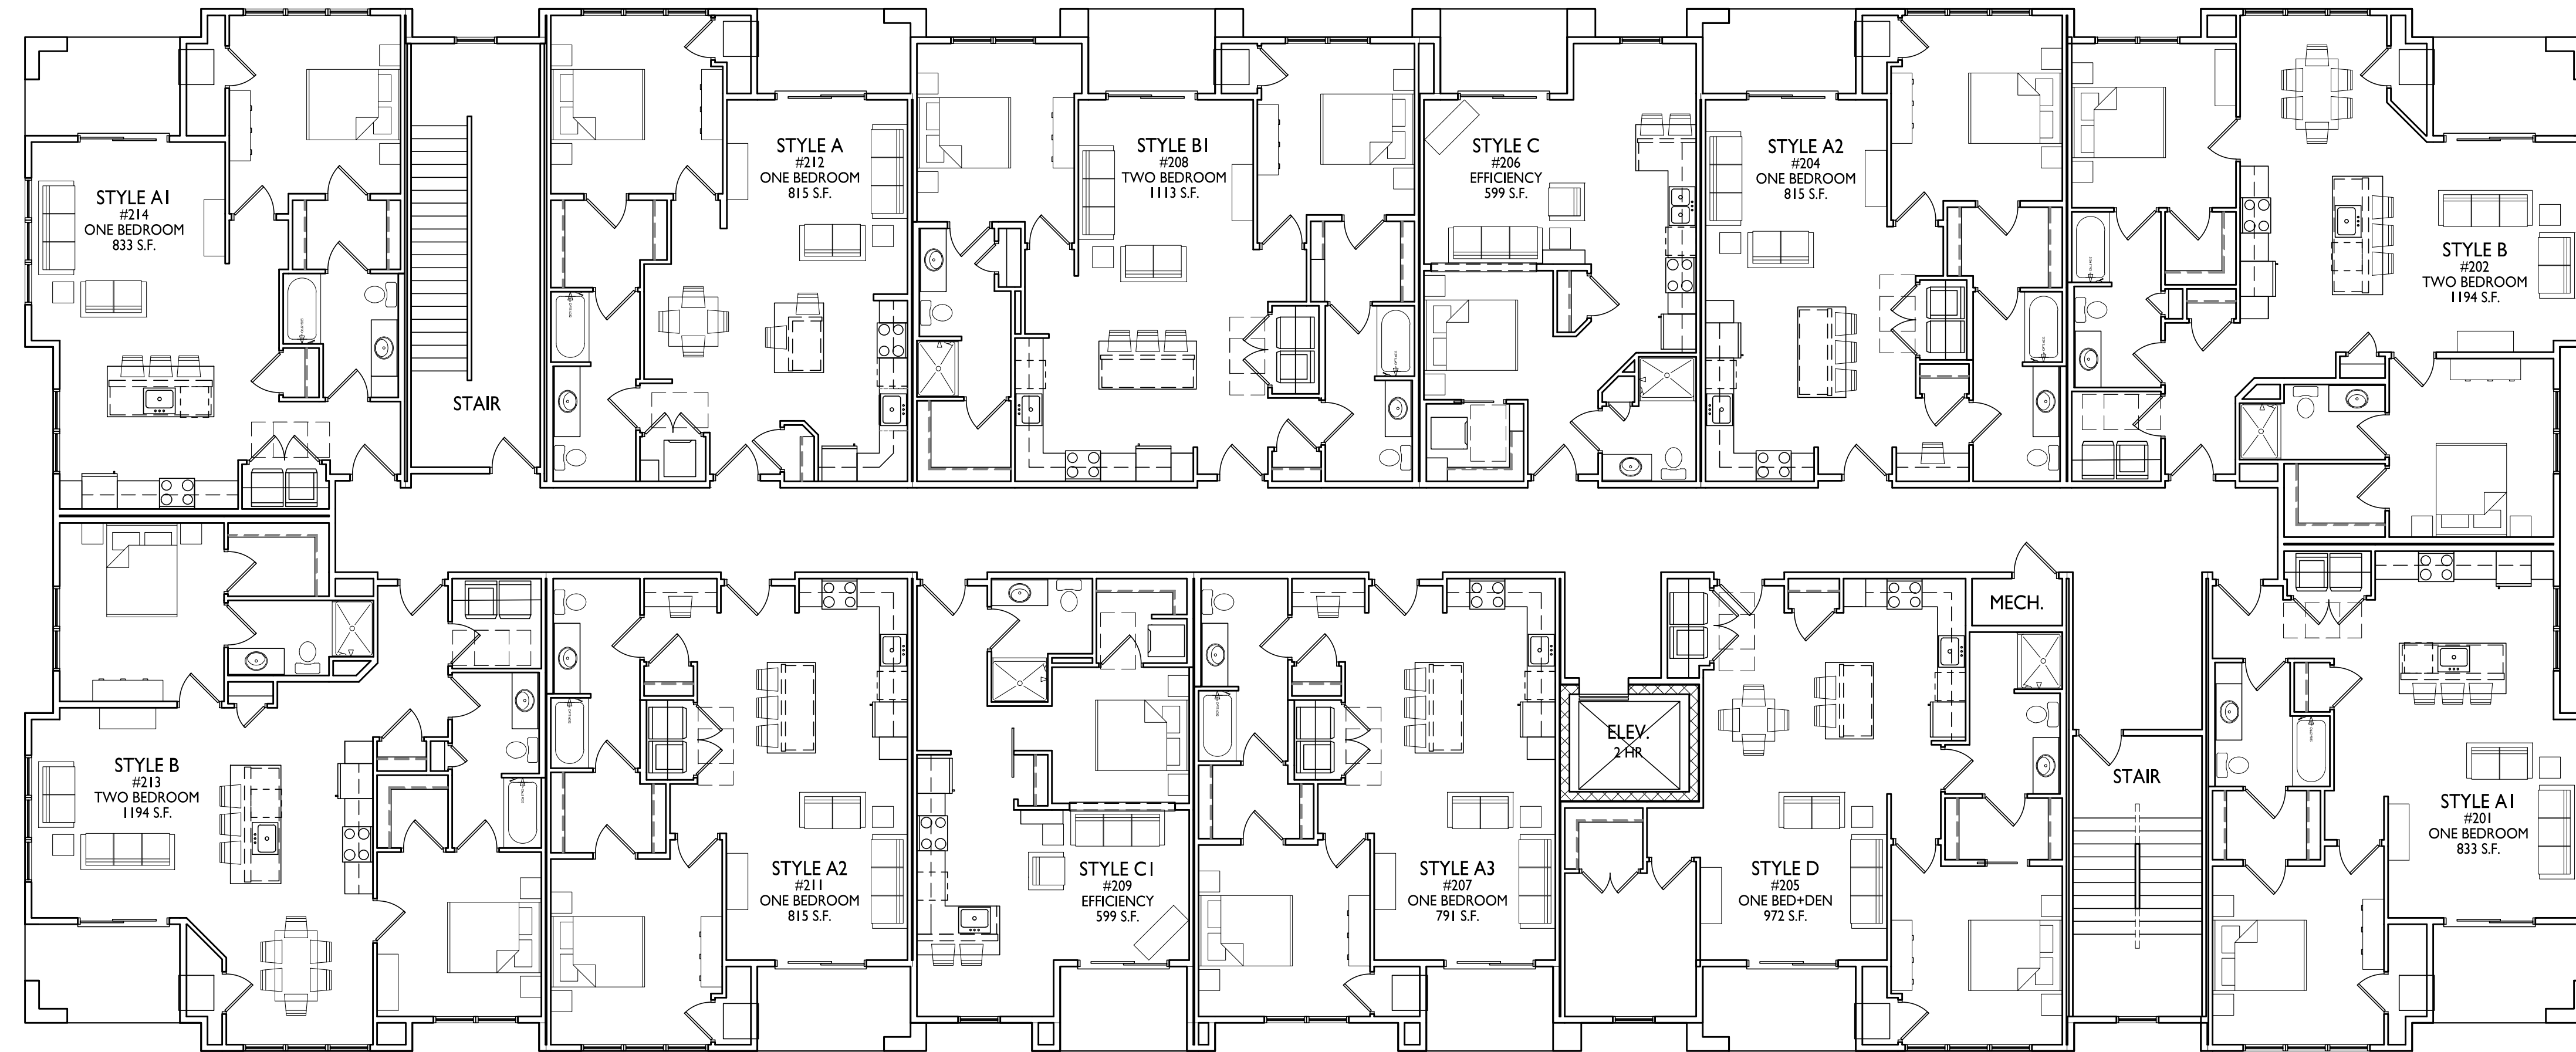 STYLE A1
#214
ONE BEDROOM
833 S.F.
STAIR
STYLE A
#212
ONE BEDROOM
815 S.F.
STYLE B1
#208
TWO BEDROOM
1113 S.F.
STYLE C
#206
EFFICIENCY
599 S.F.
STYLE A2
#204
ONE BEDROOM
815 S.F.
STYLE B
#202
TWO BEDROOM
1194 S.F.
STYLE B
#213
TWO BEDROOM
1194 S.F.
STYLE A2
#211
ONE BEDROOM
815 S.F.
STYLE C1
#209
EFFICIENCY
599 S.F.
STYLE A3
#207
ONE BEDROOM
791 S.F.
ELEV.
2 HR
STYLE D
#205
ONE BED+DEN
972 S.F.
MECH.
STAIR
STYLE A1
#201
ONE BEDROOM
833 S.F.